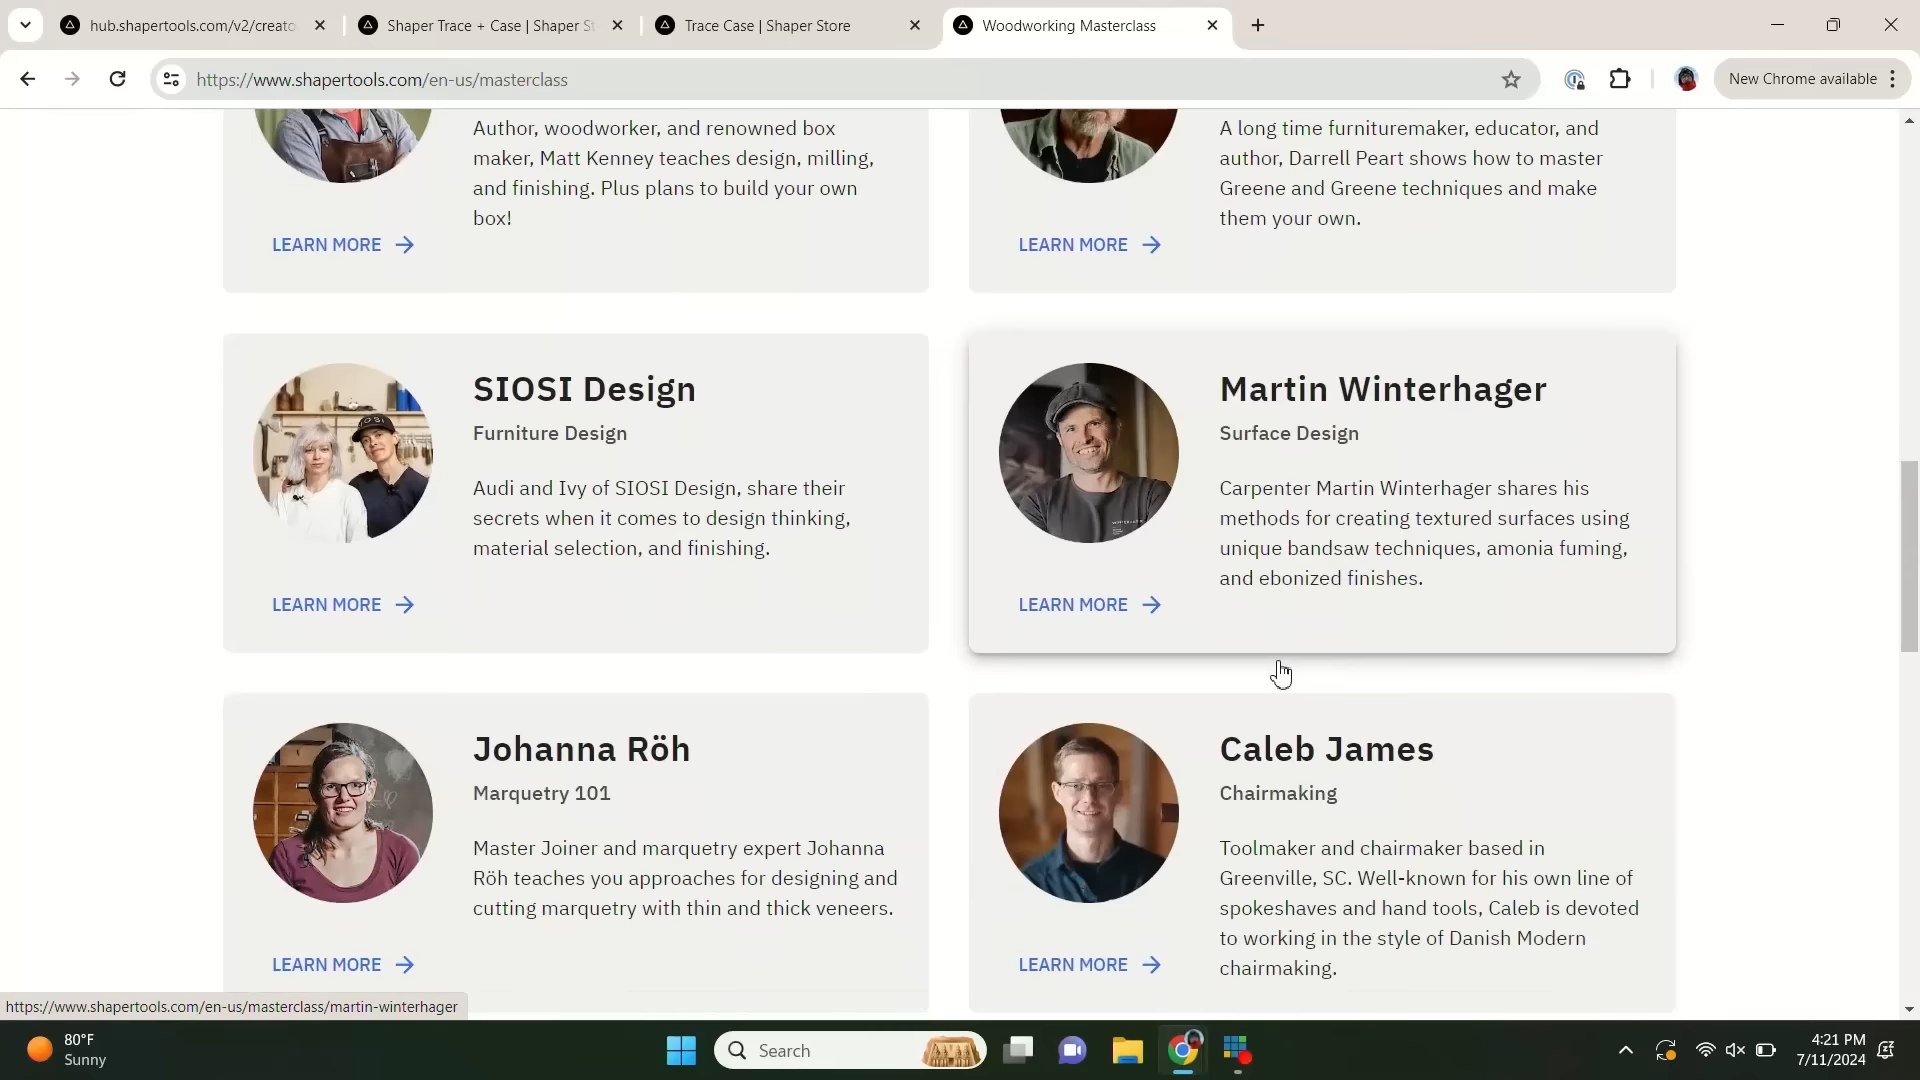 hub.shapertools.com/v2/creato
Shaper Trace + Case | Shaper St
Trace Case | Shaper Store
Woodworking Masterclass
https://www.shapertools.com/en-us/masterclass
New Chrome available
Author, woodworker, and renowned box
maker, Matt Kenney teaches design, milling,
and finishing. Plus plans to build your own
box!
LEARN MORE
A long time furnituremaker, educator, and
author, Darrell Peart shows how to master
Greene and Greene techniques and make
them your own.
LEARN MORE
SIOSI Design
Furniture Design
Audi and Ivy of SIOSI Design, share their
secrets when it comes to design thinking,
material selection, and finishing.
LEARN MORE
Martin Winterhager
Surface Design
Carpenter Martin Winterhager shares his
methods for creating textured surfaces using
unique bandsaw techniques, amonia fuming,
and ebonized finishes.
LEARN MORE
Johanna Röh
Marquetry 101
Master Joiner and marquetry expert Johanna
Röh teaches you approaches for designing and
cutting marquetry with thin and thick veneers.
LEARN MORE
Caleb James
Chairmaking
Toolmaker and chairmaker based in
Greenville, SC. Well-known for his own line of
spokeshaves and hand tools, Caleb is devoted
to working in the style of Danish Modern
chairmaking.
LEARN MORE
https://www.shapertools.com/en-us/masterclass/martin-winterhager
80°F
Sunny
Search
4:21 PM
7/11/2024